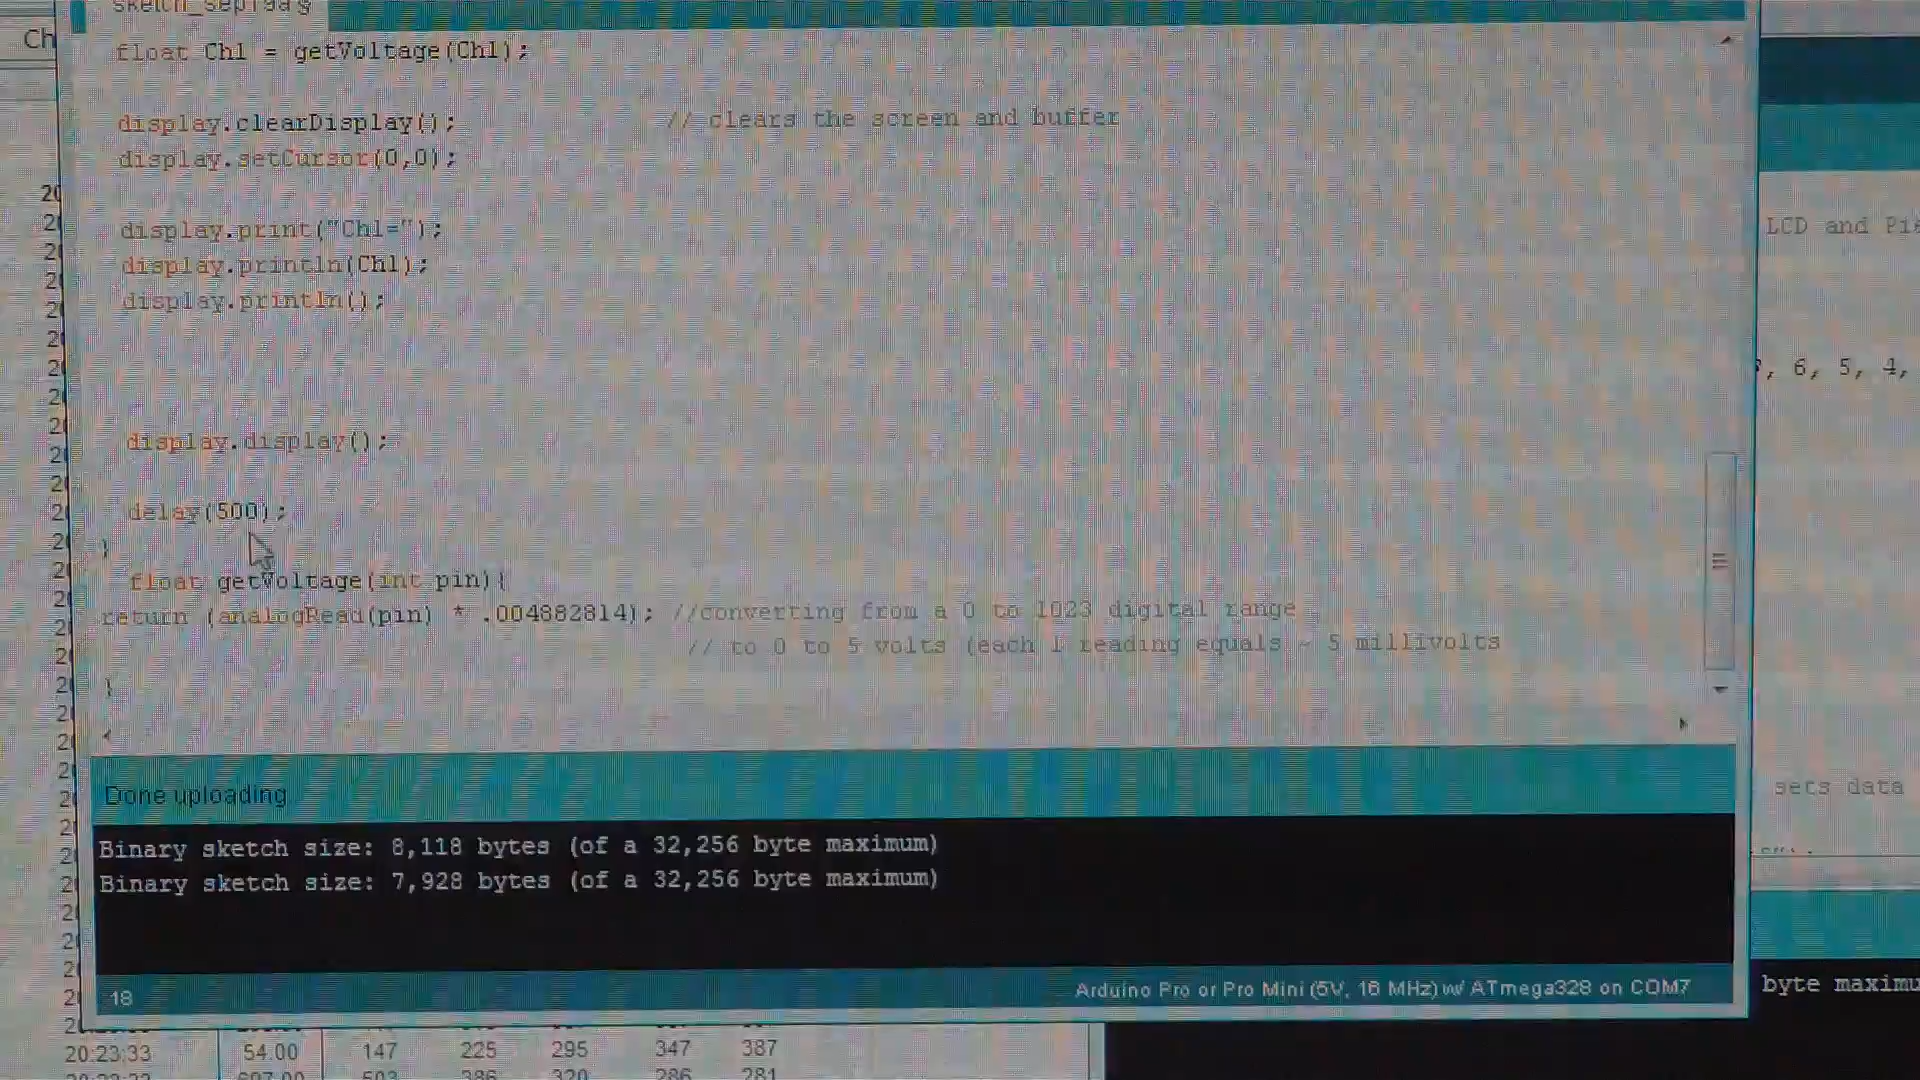 Ch
float Ch1 = getVoltage(Ch1);
display.clearDisplay(); // clears the screen and buffer
display.setCursor(0,0);
display.print("Ch1=");
display.println(Ch1);
display.println();
display.display();
delay(500);
}
float getVoltage(int pin){
return (analogRead(pin) * .004882814); //converting from a 0 to 1023 digital range
// to 0 to 5 volts (each 1 reading equals ~ 5 millivolts
}
Done uploading.
Binary sketch size: 8,118 bytes (of a 32,256 byte maximum)
Binary sketch size: 7,928 bytes (of a 32,256 byte maximum)
18
Arduino Pro or Pro Mini (5V, 16 MHz) w/ ATmega328 on COM7
20:23:33 54.00 147 225 295 347 387
LCD and
, 6, 5, 4,
sets data
byte